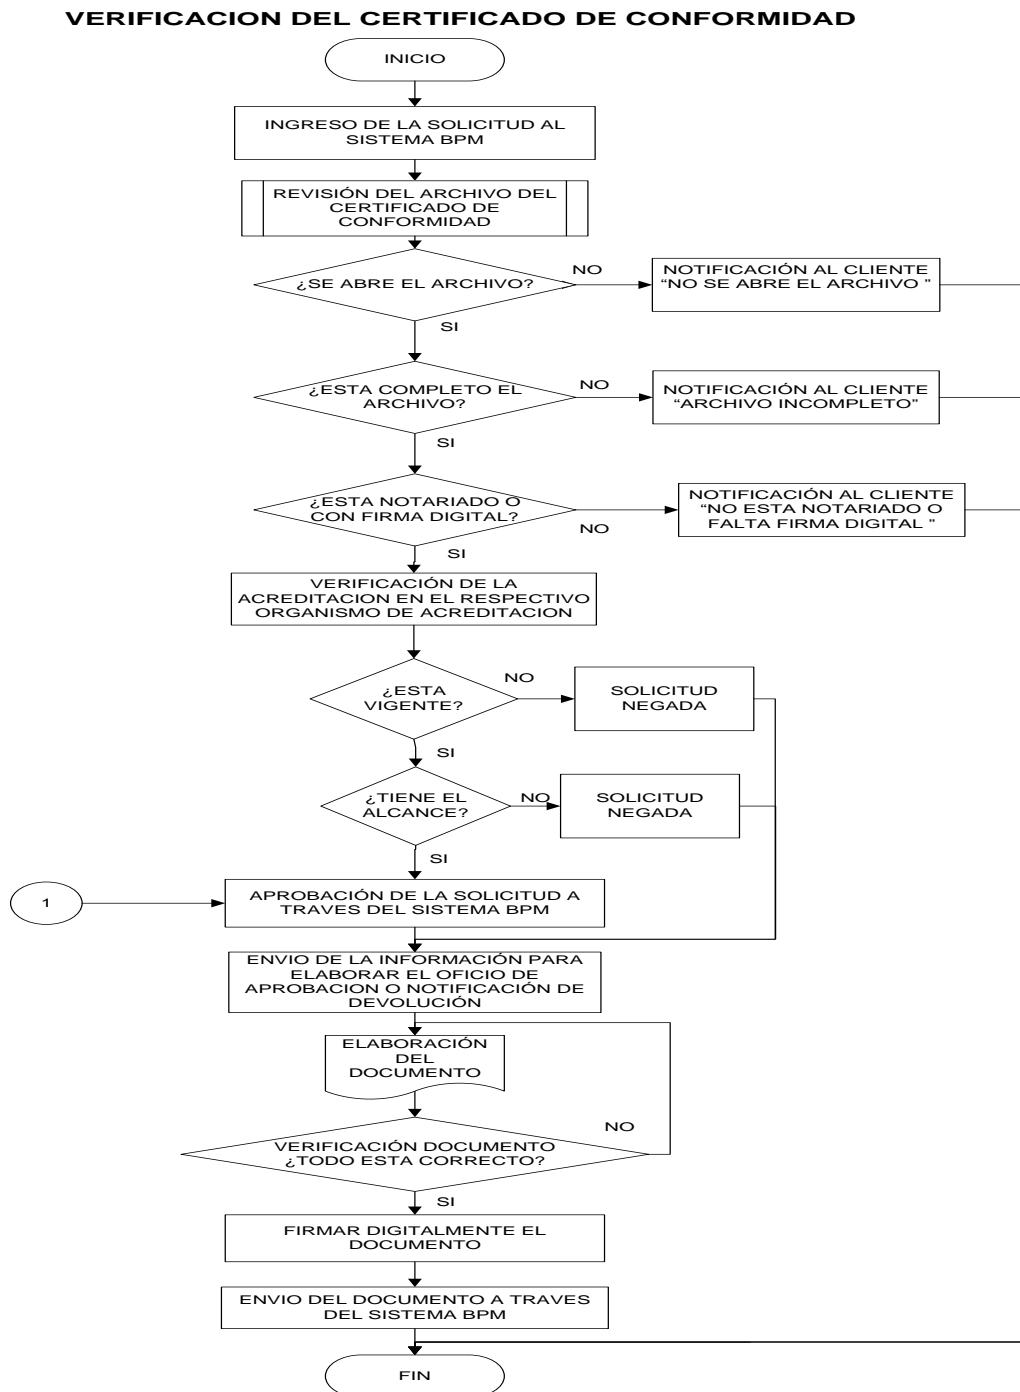 VERIFICACION DEL CERTIFICADO DE CONFORMIDAD
INICIO
INGRESO DE LA SOLICITUD AL
SISTEMA BPM
REVISIÓN DEL ARCHIVO DEL
CERTIFICADO DE
CONFORMIDAD
¿SE ABRE EL ARCHIVO?
NO
NOTIFICACIÓN AL CLIENTE
“NO SE ABRE EL ARCHIVO ”
SI
¿ESTA COMPLETO EL
ARCHIVO?
NO
NOTIFICACIÓN AL CLIENTE
“ARCHIVO INCOMPLETO”
SI
¿ESTA NOTARIADO O
CON FIRMA DIGITAL?
NO
NOTIFICACIÓN AL CLIENTE
“NO ESTA NOTARIADO O
FALTA FIRMA DIGITAL ”
SI
VERIFICACIÓN DE LA
ACREDITACION EN EL RESPECTIVO
ORGANISMO DE ACREDITACION
¿ESTA
VIGENTE?
NO
SOLICITUD
NEGADA
SI
¿TIENE EL
ALCANCE?
NO
SOLICITUD
NEGADA
SI
1
APROBACIÓN DE LA SOLICITUD A
TRAVES DEL SISTEMA BPM
ENVIO DE LA INFORMACIÓN PARA
ELABORAR EL OFICIO DE
APROBACION O NOTIFICACIÓN DE
DEVOLUCIÓN
ELABORACIÓN
DEL
DOCUMENTO
VERIFICACIÓN DOCUMENTO
¿TODO ESTA CORRECTO?
NO
SI
FIRMAR DIGITALMENTE EL
DOCUMENTO
ENVIO DEL DOCUMENTO A TRAVES
DEL SISTEMA BPM
FIN